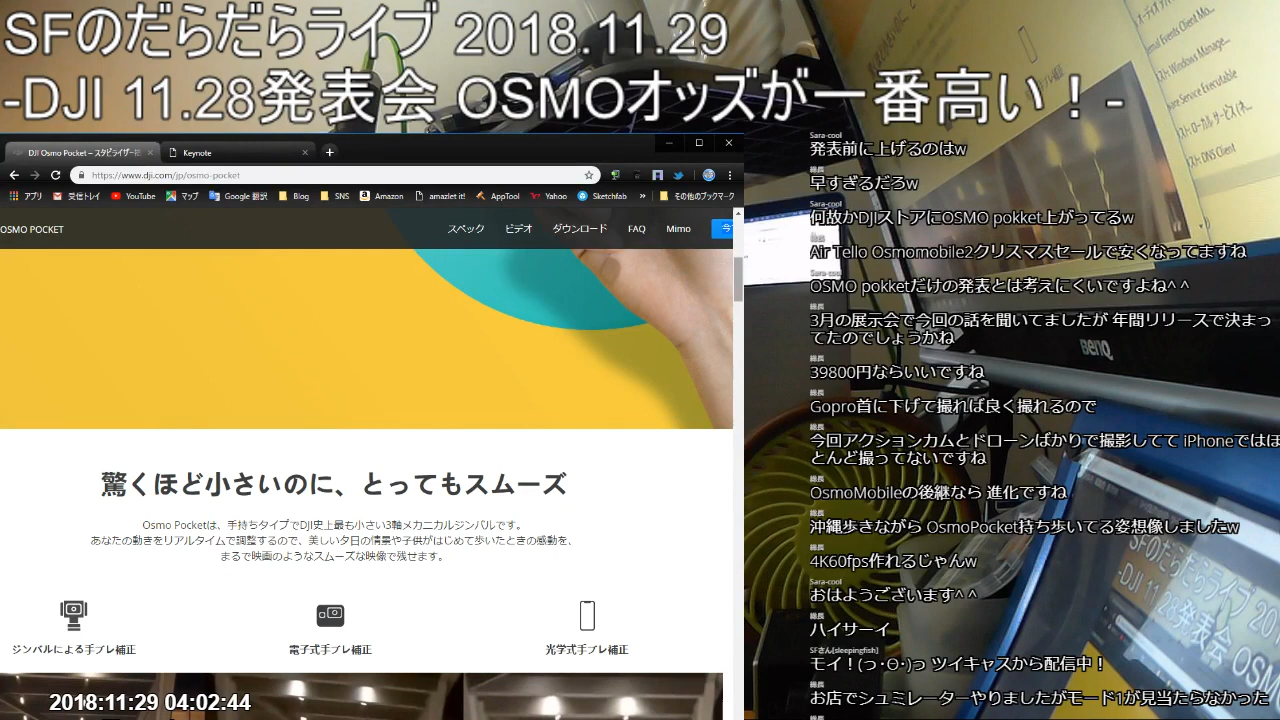 SFのだらだらライブ 2018.11.29
-DJI 11.28発表会 OSMOオッズが一番高い！-
DJI Osmo Pocket – スタビライザーに
Keynote
https://www.dji.com/jp/osmo-pocket
アプリ
受信トレイ
YouTube
マップ
Google 翻訳
Blog
SNS
Amazon
amazlet it!
AppTool
Yahoo
Sketchfab
その他のブックマーク
OSMO POCKET
スペック
ビデオ
ダウンロード
FAQ
Mimo
驚くほど小さいのに、とってもスムーズ
Osmo Pocketは、手持ちタイプでDJI史上最も小さい3軸メカニカルジンバルです。
あなたの動きをリアルタイムで調整するので、美しい夕日の情景や子供がはじめて歩いたときの感動を、
まるで映画のようなスムーズな映像で残せます。
ジンバルによる手ブレ補正
電子式手ブレ補正
光学式手ブレ補正
2018:11:29 04:02:44
Sara-cool
発表前に上げるのはw
総長
早すぎるだろw
Sara-cool
何故かDJIストアにOSMO pokket上がってるw
総長
Air Tello Osmomobile2クリスマスセールで安くなってますね
Sara-cool
OSMO pokketだけの発表とは考えにくいですよね^ ^
総長
3月の展示会で今回の話を聞いてましたが 年間リリースで決まっ
てたのでしょうかね
総長
39800円ならいいですね
総長
Gopro首に下げて撮れば良く撮れるので
総長
今回アクションカムとドローンばかりで撮影してて iPhoneではほ
とんど撮ってないですね
総長
OsmoMobileの後継なら 進化ですね
総長
沖縄歩きながら OsmoPocket持ち歩いてる姿想像しましたw
総長
4K60fps作れるじゃんw
Sara-cool
おはようございます^ ^
総長
ハイサーイ
SFさん[sleepingfish]
モイ！(っ･Θ･)っ ツイキャスから配信中！
総長
お店でシュミレーターやりましたがモード1が見当たらなかった
総長
BenQ
SFのだらだらライブ 201
-DJI 11.28発表会 OSM